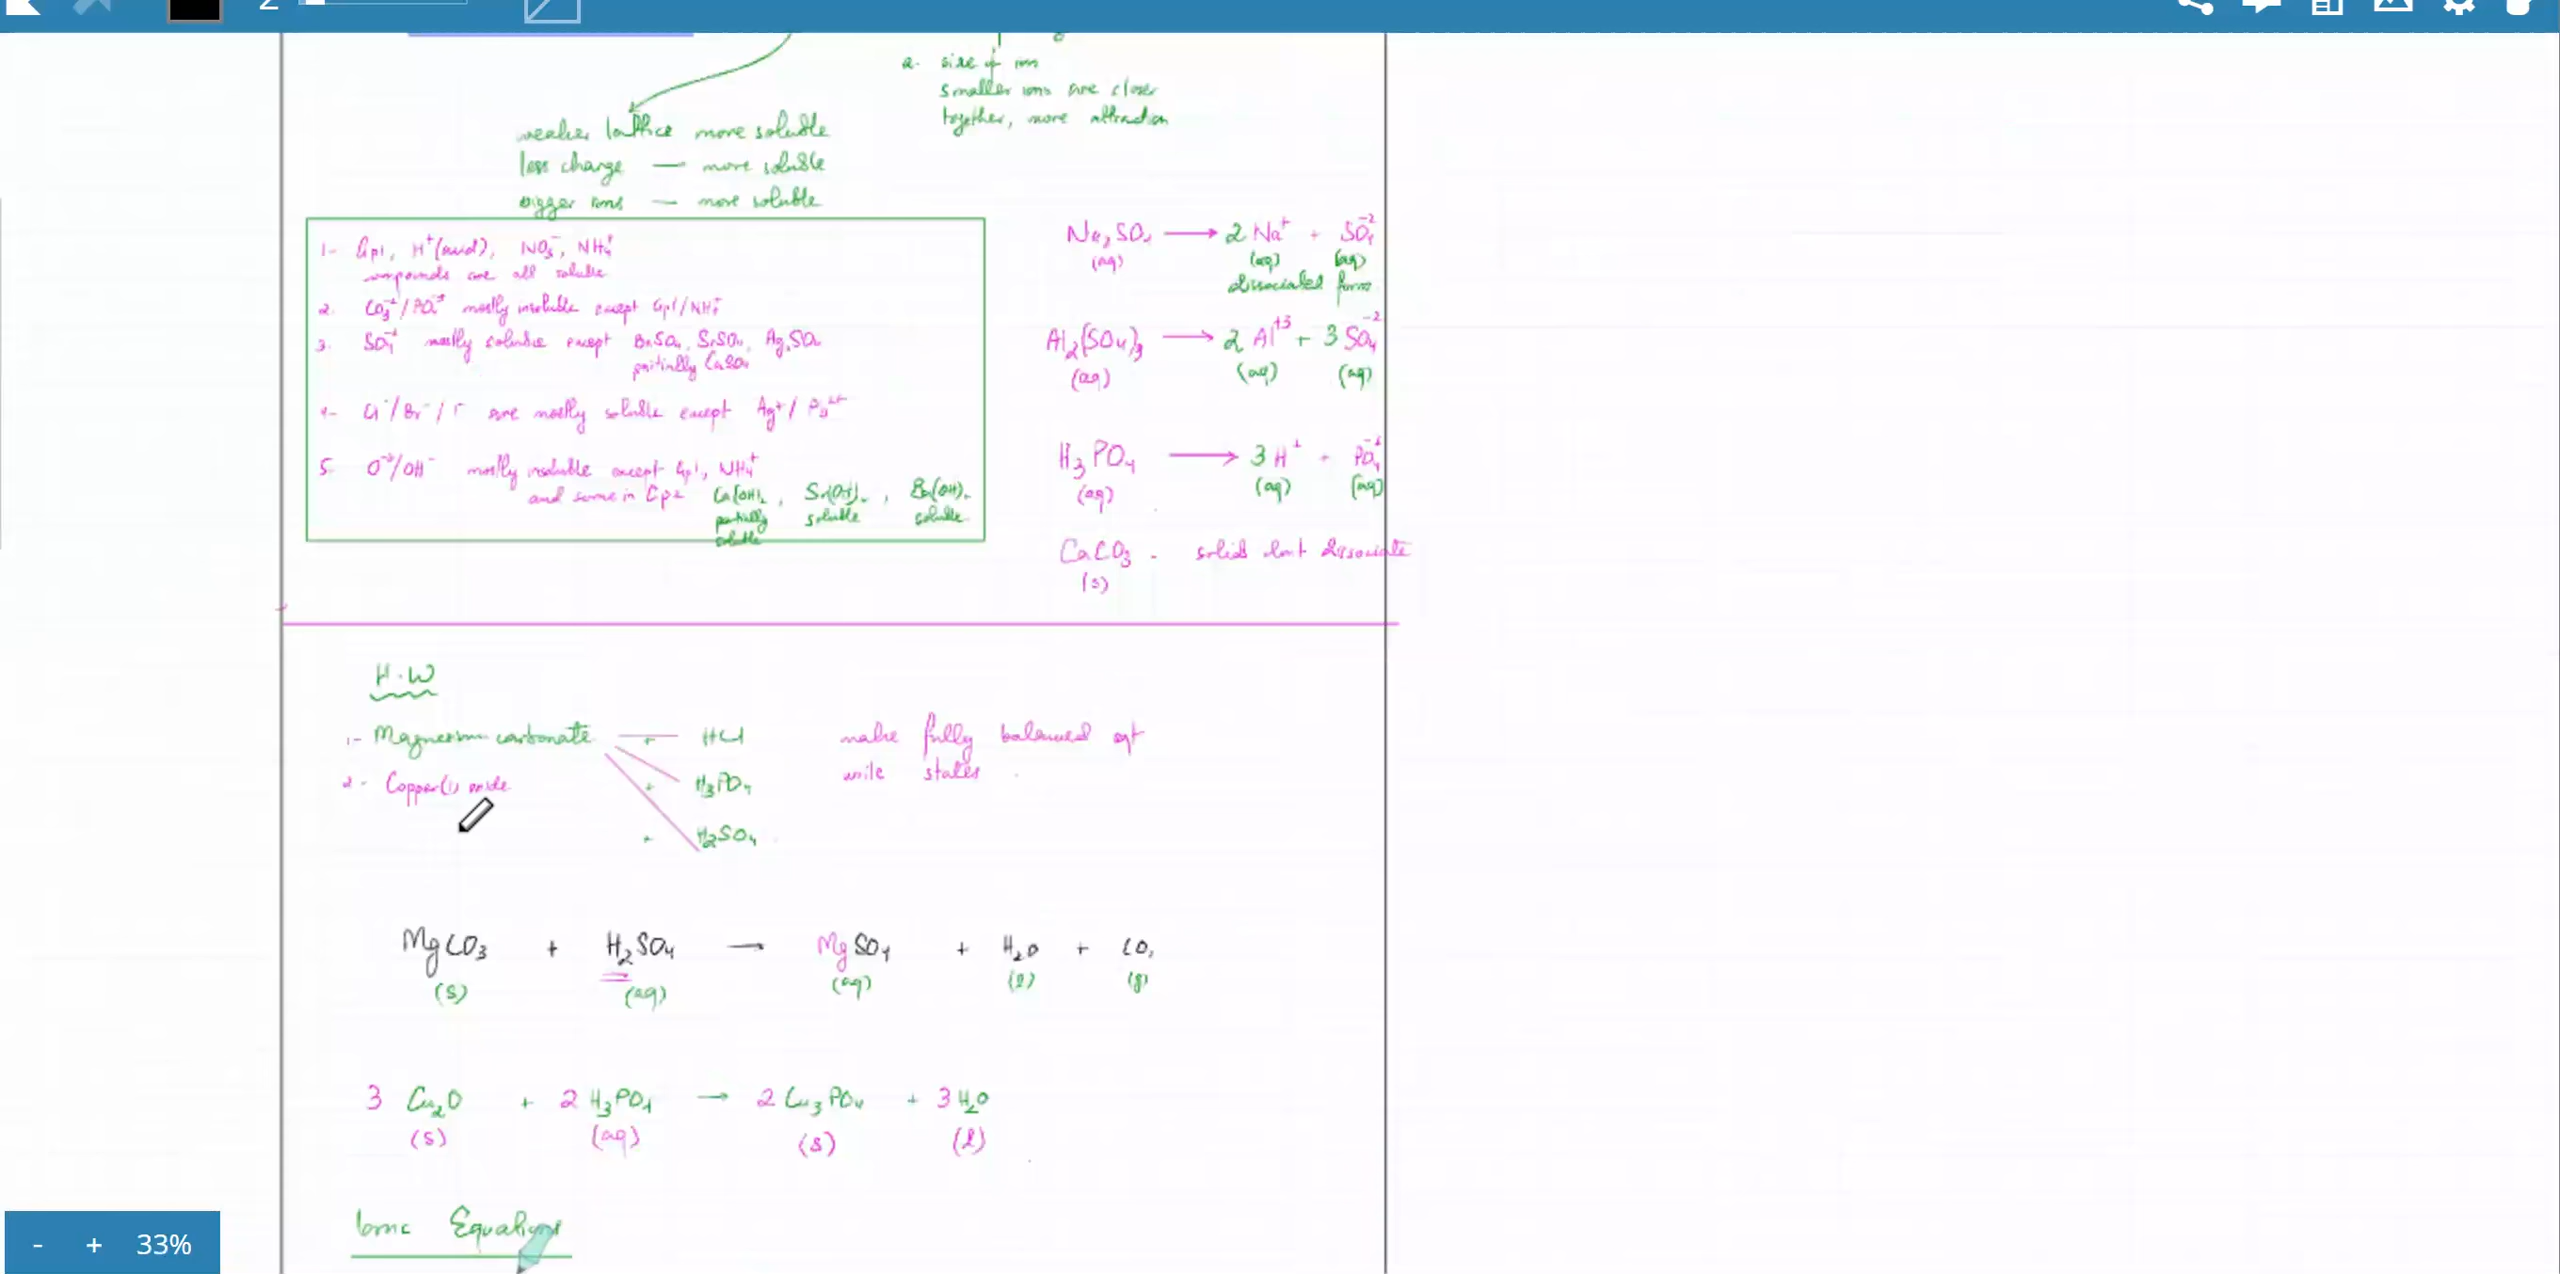 2
a. size of ion
smaller ions are closer
together, more attraction
weaker lattice more soluble
less change — more soluble
bigger ions — more soluble
1- Gp1, H⁺(acid), NO₃⁻, NH₄⁺
compounds are all soluble
2. CO₃⁻²/PO₄⁻³ mostly insoluble except Gp1/NH₄⁺
3. SO₄⁻² mostly soluble except BaSO₄, SrSO₄, Ag₂SO₄
partially CaSO₄
4- Cl⁻/Br⁻/I⁻ are mostly soluble except Ag⁺/Pb²⁺
5- O⁻²/OH⁻ mostly insoluble except Gp1, NH₄⁺
and some in Gp2 Ca(OH)₂, Sr(OH)₂, Ba(OH)₂
partially soluble soluble soluble
Na₂SO₄ → 2 Na⁺ + SO₄⁻²
(aq) (aq) (aq)
dissociated form
Al₂(SO₄)₃ → 2 Al⁺³ + 3 SO₄⁻²
(aq) (aq) (aq)
H₃PO₄ → 3 H⁺ + PO₄
(aq) (aq) (aq)
CaCO₃ - solid don't dissociate
(s)
H.W
1- Magnesium carbonate + HCl make fully balanced eqt
2- Copper(I) oxide + H₃PO₄ write states
+ H₂SO₄
MgCO₃ + H₂SO₄ → MgSO₄ + H₂O + CO₂
(s) (aq) (aq) (l) (g)
3 Cu₂O + 2 H₃PO₄ → 2 Cu₃PO₄ + 3 H₂O
(s) (aq) (s) (l)
Ionic Equations
- + 33%